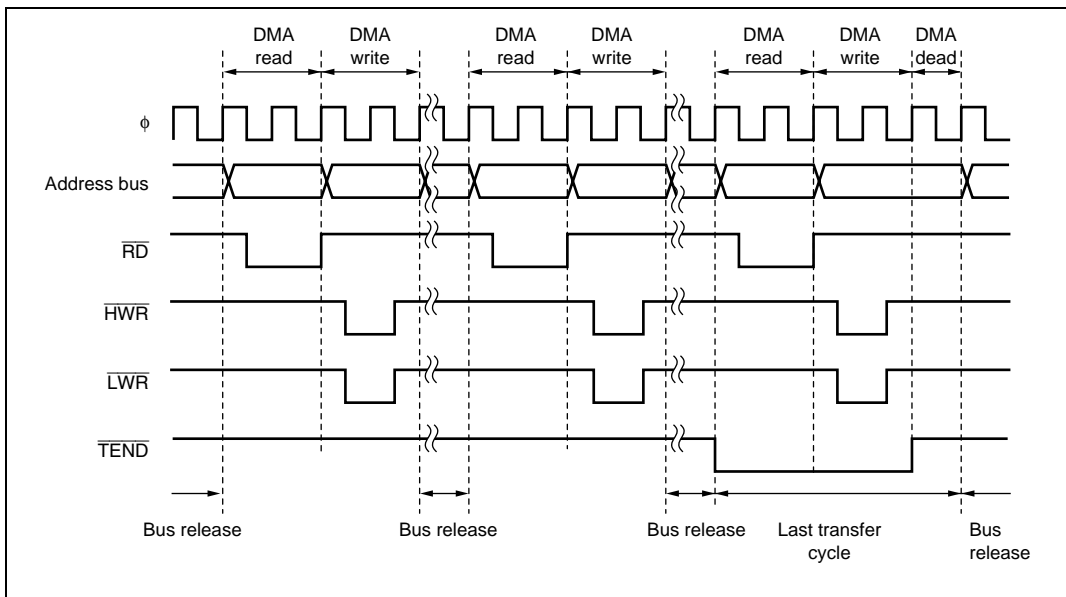 DMA read
DMA write
DMA read
DMA write
DMA read
DMA write
DMA dead
ϕ
Address bus
RD
HWR
LWR
TEND
Bus release
Bus release
Bus release
Last transfer cycle
Bus release